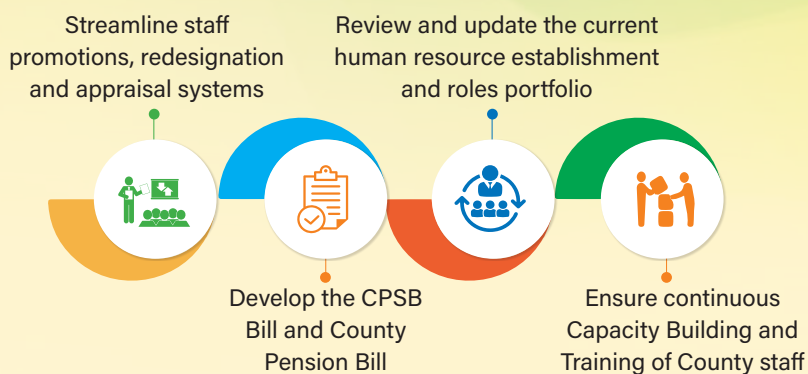 Streamline staff
promotions, redesignation
and appraisal systems
Develop the CPSB
Bill and County
Pension Bill
Review and update the current
human resource establishment
and roles portfolio
Ensure continuous
Capacity Building and
Training of County staff